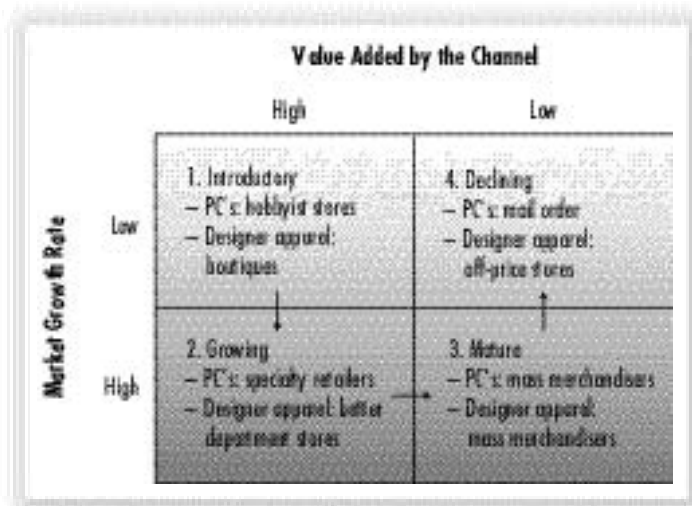 Value Added by the Channel
High
Low
Market Growth Rate
Low
1. Introductory
– PC's: hobbyist stores
– Designer apparel:
boutiques
4. Declining
– PC's: mail order
– Designer apparel:
off-price stores
High
2. Growing
– PC's: specialty retailers
– Designer apparel: better
department stores
3. Mature
– PC's: mass merchandisers
– Designer apparel:
mass merchandisers